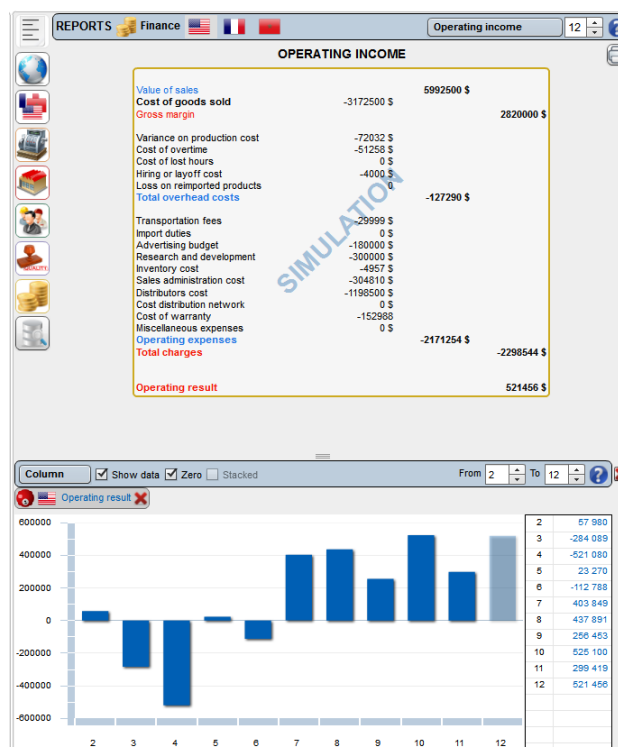 REPORTS Finance Operating income 12
OPERATING INCOME
Value of sales 5992500 $
Cost of goods sold -3172500 $
Gross margin 2820000 $
Variance on production cost -72032 $
Cost of overtime -51258 $
Cost of lost hours 0 $
Hiring or layoff cost -4000 $
Loss on reimported products 0
Total overhead costs -127290 $
Transportation fees -29999 $
Import duties 0 $
Advertising budget -180000 $
Research and development -300000 $
Inventory cost -4957 $
Sales administration cost -304810 $
Distributors cost -1198500 $
Cost distribution network 0 $
Cost of warranty -152988
Miscellaneous expenses 0 $
Operating expenses -2171254 $
Total charges -2298544 $
Operating result 521456 $
SIMULATION
QUALITY
Column Show data Zero Stacked From 2 To 12 ?
Operating result
600000
400000
200000
0
-200000
-400000
-600000
2 3 4 5 6 7 8 9 10 11 12
2 57 980
3 -284 089
4 -521 080
5 23 270
6 -112 788
7 403 849
8 437 891
9 256 453
10 525 100
11 299 419
12 521 456